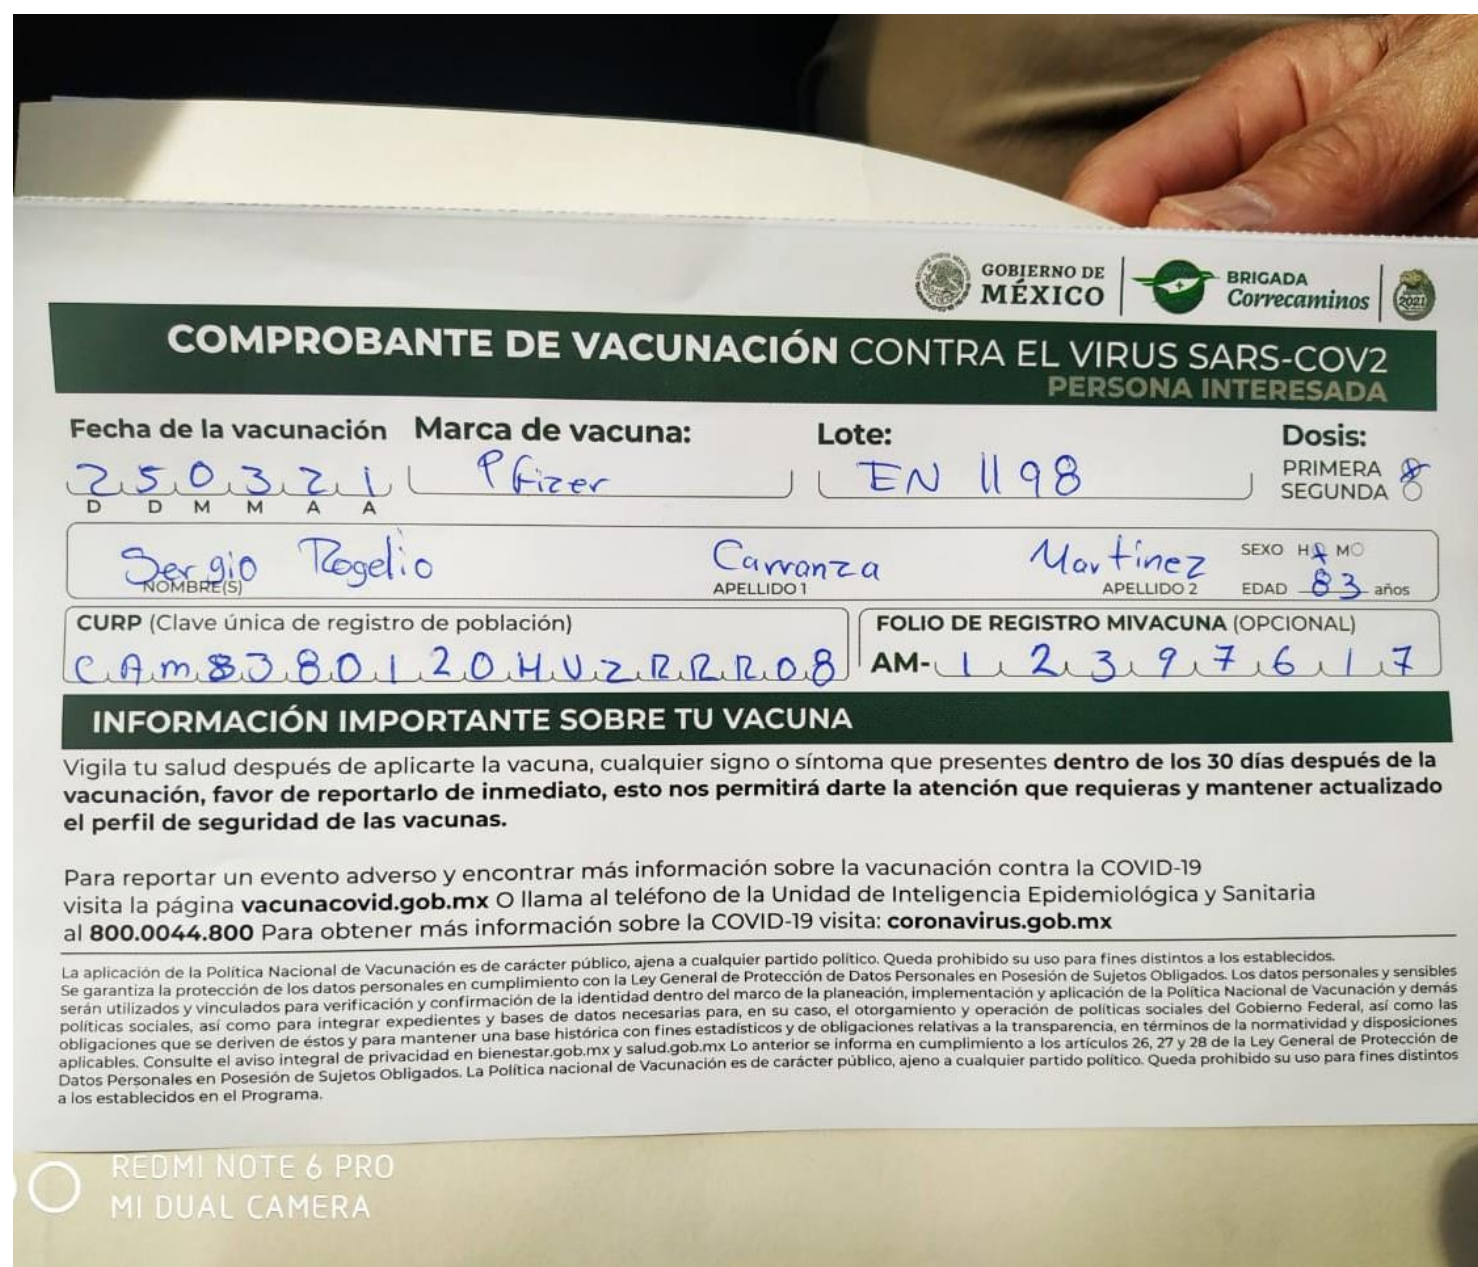 GOBIERNO DE
MÉXICO
BRIGADA
Correcaminos
2021
COMPROBANTE DE VACUNACIÓN CONTRA EL VIRUS SARS-COV2
PERSONA INTERESADA
Fecha de la vacunación Marca de vacuna: Lote: Dosis:
250321 Pfizer EN 1198 PRIMERA
D D M M A A SEGUNDA
Sergio Rogelio Carranza Martínez SEXO H M
NOMBRE(S) APELLIDO 1 APELLIDO 2 EDAD 83 años
CURP (Clave única de registro de población) FOLIO DE REGISTRO MIVACUNA (OPCIONAL)
CAMS380120HVZRRR08 AM-12397617
INFORMACIÓN IMPORTANTE SOBRE TU VACUNA
Vigila tu salud después de aplicarte la vacuna, cualquier signo o síntoma que presentes dentro de los 30 días después de la
vacunación, favor de reportarlo de inmediato, esto nos permitirá darte la atención que requieras y mantener actualizado
el perfil de seguridad de las vacunas.
Para reportar un evento adverso y encontrar más información sobre la vacunación contra la COVID-19
visita la página vacunacovid.gob.mx O llama al teléfono de la Unidad de Inteligencia Epidemiológica y Sanitaria
al 800.0044.800 Para obtener más información sobre la COVID-19 visita: coronavirus.gob.mx
La aplicación de la Política Nacional de Vacunación es de carácter público, ajena a cualquier partido político. Queda prohibido su uso para fines distintos a los establecidos.
Se garantiza la protección de los datos personales en cumplimiento con la Ley General de Protección de Datos Personales en Posesión de Sujetos Obligados. Los datos personales y sensibles
serán utilizados y vinculados para verificación y confirmación de la identidad dentro del marco de la planeación, implementación y aplicación de la Política Nacional de Vacunación y demás
políticas sociales, así como para integrar expedientes y bases de datos necesarias para, en su caso, el otorgamiento y operación de políticas sociales del Gobierno Federal, así como las
obligaciones que se deriven de éstos y para mantener una base histórica con fines estadísticos y de obligaciones relativas a la transparencia, en términos de la normatividad y disposiciones
aplicables. Consulte el aviso integral de privacidad en bienestar.gob.mx y salud.gob.mx Lo anterior se informa en cumplimiento a los artículos 26, 27 y 28 de la Ley General de Protección de
Datos Personales en Posesión de Sujetos Obligados. La Política nacional de Vacunación es de carácter público, ajeno a cualquier partido político. Queda prohibido su uso para fines distintos
a los establecidos en el Programa.
REDMI NOTE 6 PRO
MI DUAL CAMERA